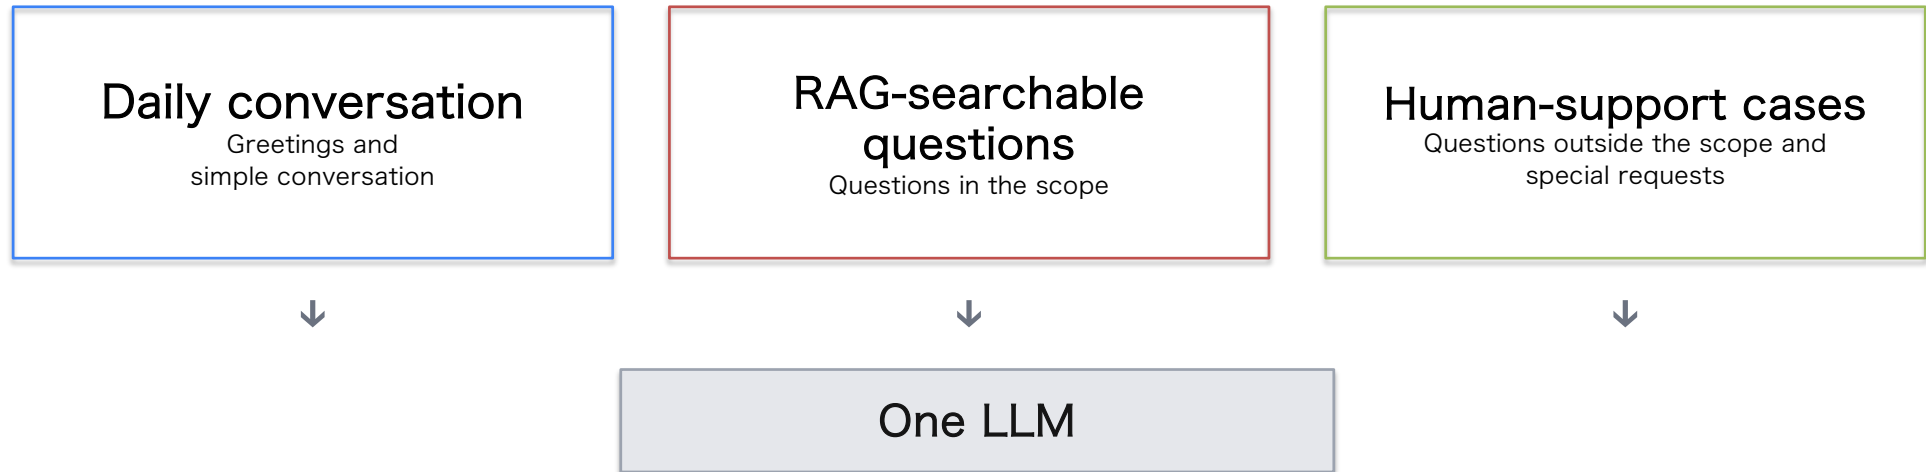 Daily conversation
Greetings and
simple conversation
RAG-searchable
questions
Questions in the scope
Human-support cases
Questions outside the scope and
special requests
One LLM